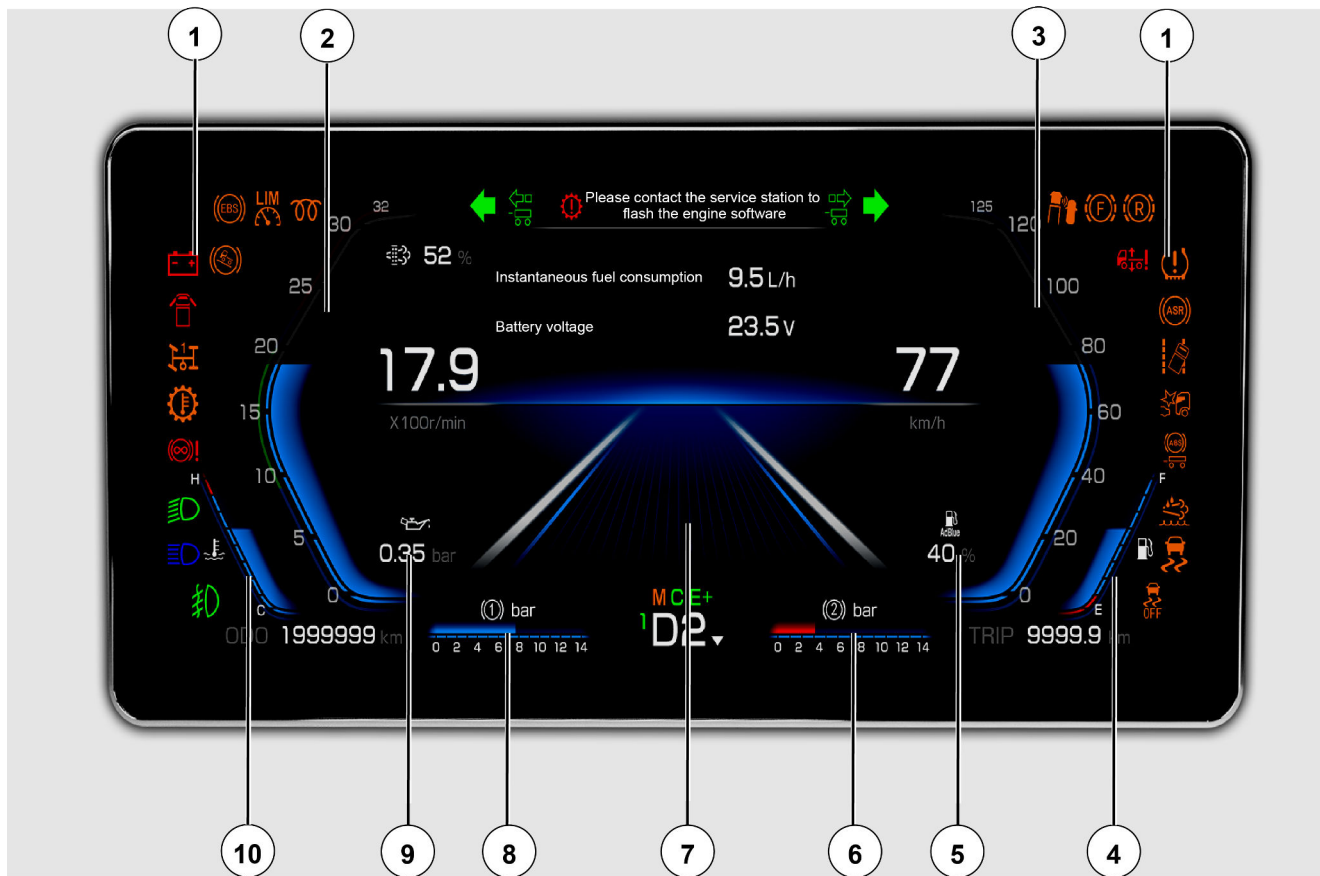 1
2
3
1
LIM
EBS
30
32
Please contact the service station to
flash the engine software
125
120
F
R
52 %
Instantaneous fuel consumption 9.5 L/h
Battery voltage 23.5 V
25
100
ASR
20
80
17.9
77
X100r/min
km/h
15
60
ABS
10
40
H
F
5
20
AdBlue
0.35 bar
40 %
0
0
C
E
OFF
M C E+
1 D2
(1) bar
0 2 4 6 8 10 12 14
(2) bar
0 2 4 6 8 10 12 14
ODO 1999999 km
TRIP 9999.9 km
10
9
8
7
6
5
4